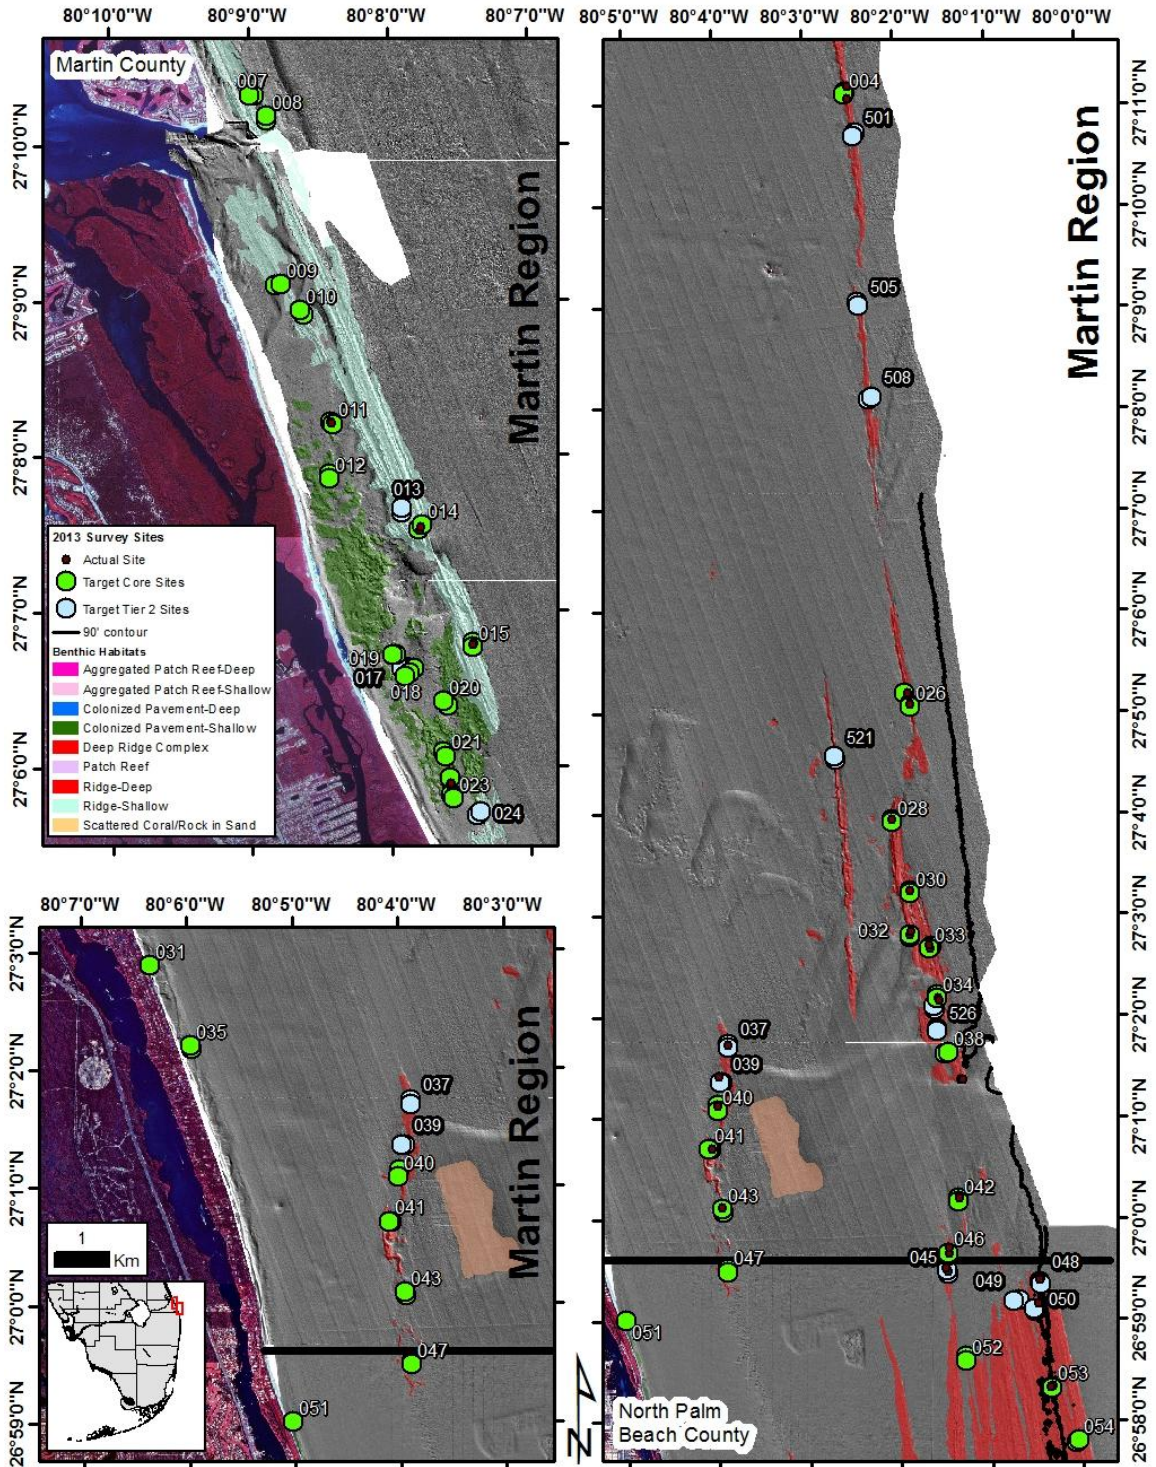 80°10'0"W 80°9'0"W 80°8'0"W 80°7'0"W
Martin County
27°10'0"N
27°9'0"N
27°8'0"N
27°7'0"N
27°6'0"N
007
008
009
010
011
012
013
014
015
019
017
018
020
021
023
024
Martin Region
2013 Survey Sites
Actual Site
Target Core Sites
Target Tier 2 Sites
90' contour
Benthic Habitats
Aggregated Patch Reef-Deep
Aggregated Patch Reef-Shallow
Colonized Pavement-Deep
Colonized Pavement-Shallow
Deep Ridge Complex
Patch Reef
Ridge-Deep
Ridge-Shallow
Scattered Coral/Rock in Sand
80°7'0"W 80°6'0"W 80°5'0"W 80°4'0"W 80°3'0"W
27°3'0"N
27°2'0"N
27°1'0"N
27°0'0"N
26°59'0"N
031
035
037
039
040
041
043
047
051
Martin Region
1
Km
80°5'0"W 80°4'0"W 80°3'0"W 80°2'0"W 80°1'0"W 80°0'0"W
27°11'0"N
27°10'0"N
27°9'0"N
27°8'0"N
27°7'0"N
27°6'0"N
27°5'0"N
27°4'0"N
27°3'0"N
27°2'0"N
27°1'0"N
27°0'0"N
26°59'0"N
26°58'0"N
Martin Region
004
501
505
508
026
521
028
030
032
033
034
526
037
038
039
040
041
042
043
046
045
047
048
049
050
051
052
053
054
N
North Palm
Beach County